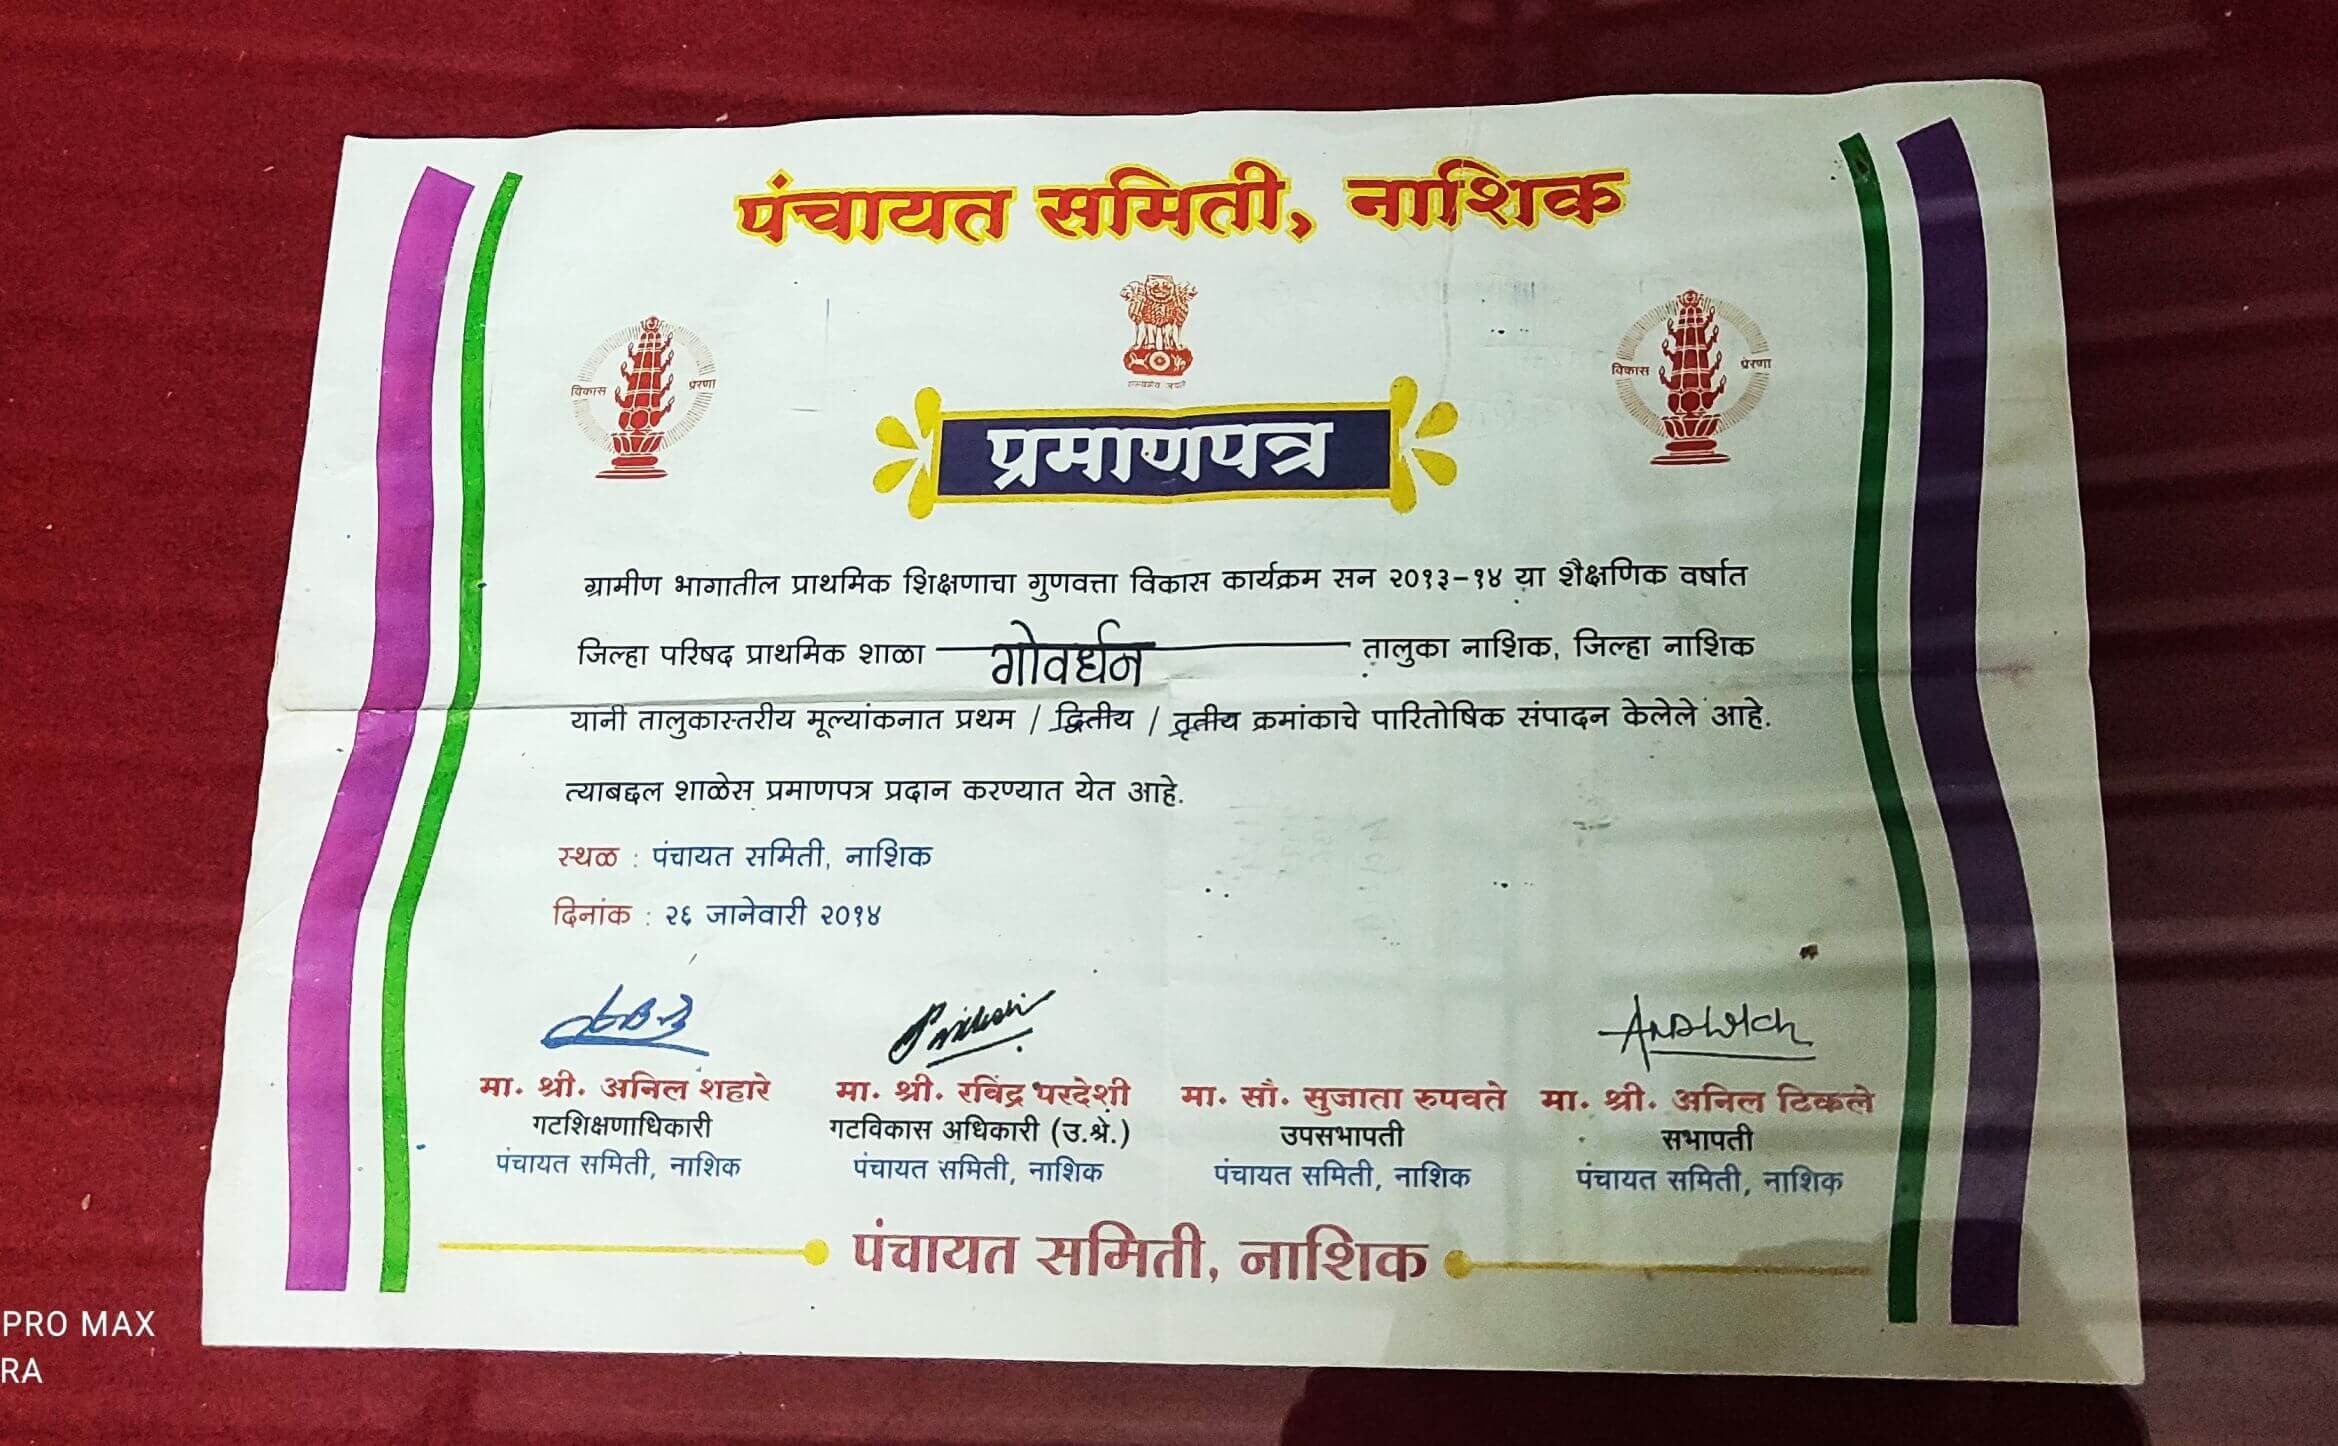 पंचायत समिती, नाशिक
सत्यमेव जयते
विकास प्रेरणा
विकास प्रेरणा
प्रमाणपत्र
ग्रामीण भागातील प्राथमिक शिक्षणाचा गुणवत्ता विकास कार्यक्रम सन २०१३-१४ या शैक्षणिक वर्षात
जिल्हा परिषद प्राथमिक शाळा गोवर्धन तालुका नाशिक, जिल्हा नाशिक
यांनी तालुकास्तरीय मूल्यांकनात प्रथम / द्वितीय / तृतीय क्रमांकाचे पारितोषिक संपादन केलेले आहे.
त्याबद्दल शाळेस प्रमाणपत्र प्रदान करण्यात येत आहे.
स्थळ : पंचायत समिती, नाशिक
दिनांक : २६ जानेवारी २०१४
मा. श्री. अनिल शहारे मा. श्री. रविंद्र परदेशी मा. सौ. सुजाता रुपवते मा. श्री. अनिल टिकले
गटशिक्षणाधिकारी गटविकास अधिकारी (उ.श्रे.) उपसभापती सभापती
पंचायत समिती, नाशिक पंचायत समिती, नाशिक पंचायत समिती, नाशिक पंचायत समिती, नाशिक
पंचायत समिती, नाशिक
PRO MAX
RA